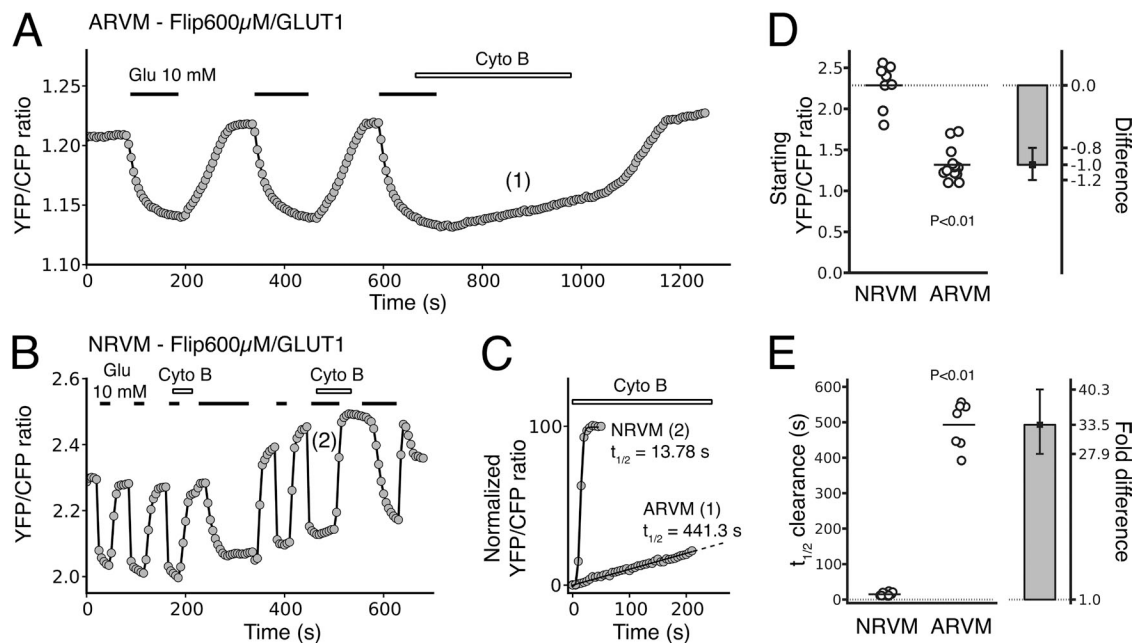 A
ARVM - Flip600µM/GLUT1
Glu 10 mM
Cyto B
(1)
YFP/CFP ratio
1.25
1.20
1.15
1.10
0
200
400
600
800
1000
1200
Time (s)
B
NRVM - Flip600µM/GLUT1
Glu
10 mM
Cyto B
Cyto B
(2)
YFP/CFP ratio
2.6
2.4
2.2
2.0
0
200
400
600
Time (s)
C
Cyto B
NRVM (2)
t1/2 = 13.78 s
ARVM (1)
t1/2 = 441.3 s
Normalized
YFP/CFP ratio
100
0
0
100
200
Time (s)
D
Starting
YFP/CFP ratio
2.5
2.0
1.5
1.0
0.5
0.0
P<0.01
NRVM
ARVM
0.0
-0.8
-1.0
-1.2
Difference
E
t1/2 clearance (s)
600
500
400
300
200
100
0
P<0.01
NRVM
ARVM
40.3
33.5
27.9
1.0
Fold difference